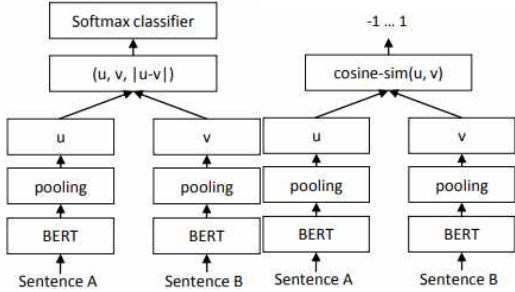 Softmax classifier
-1 ... 1
(u, v, |u-v|)
cosine-sim(u, v)
u
v
u
v
pooling
pooling
pooling
pooling
BERT
BERT
BERT
BERT
Sentence A
Sentence B
Sentence A
Sentence B